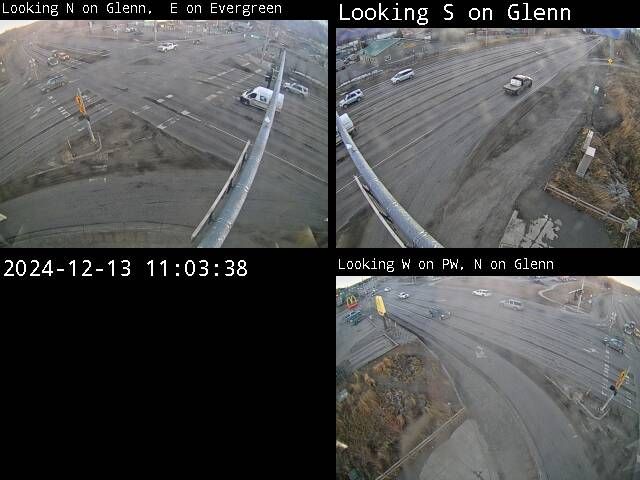 Looking N on Glenn,  E on Evergreen
Looking S on Glenn
2024-12-13 11:03:38
Looking W on PW, N on Glenn